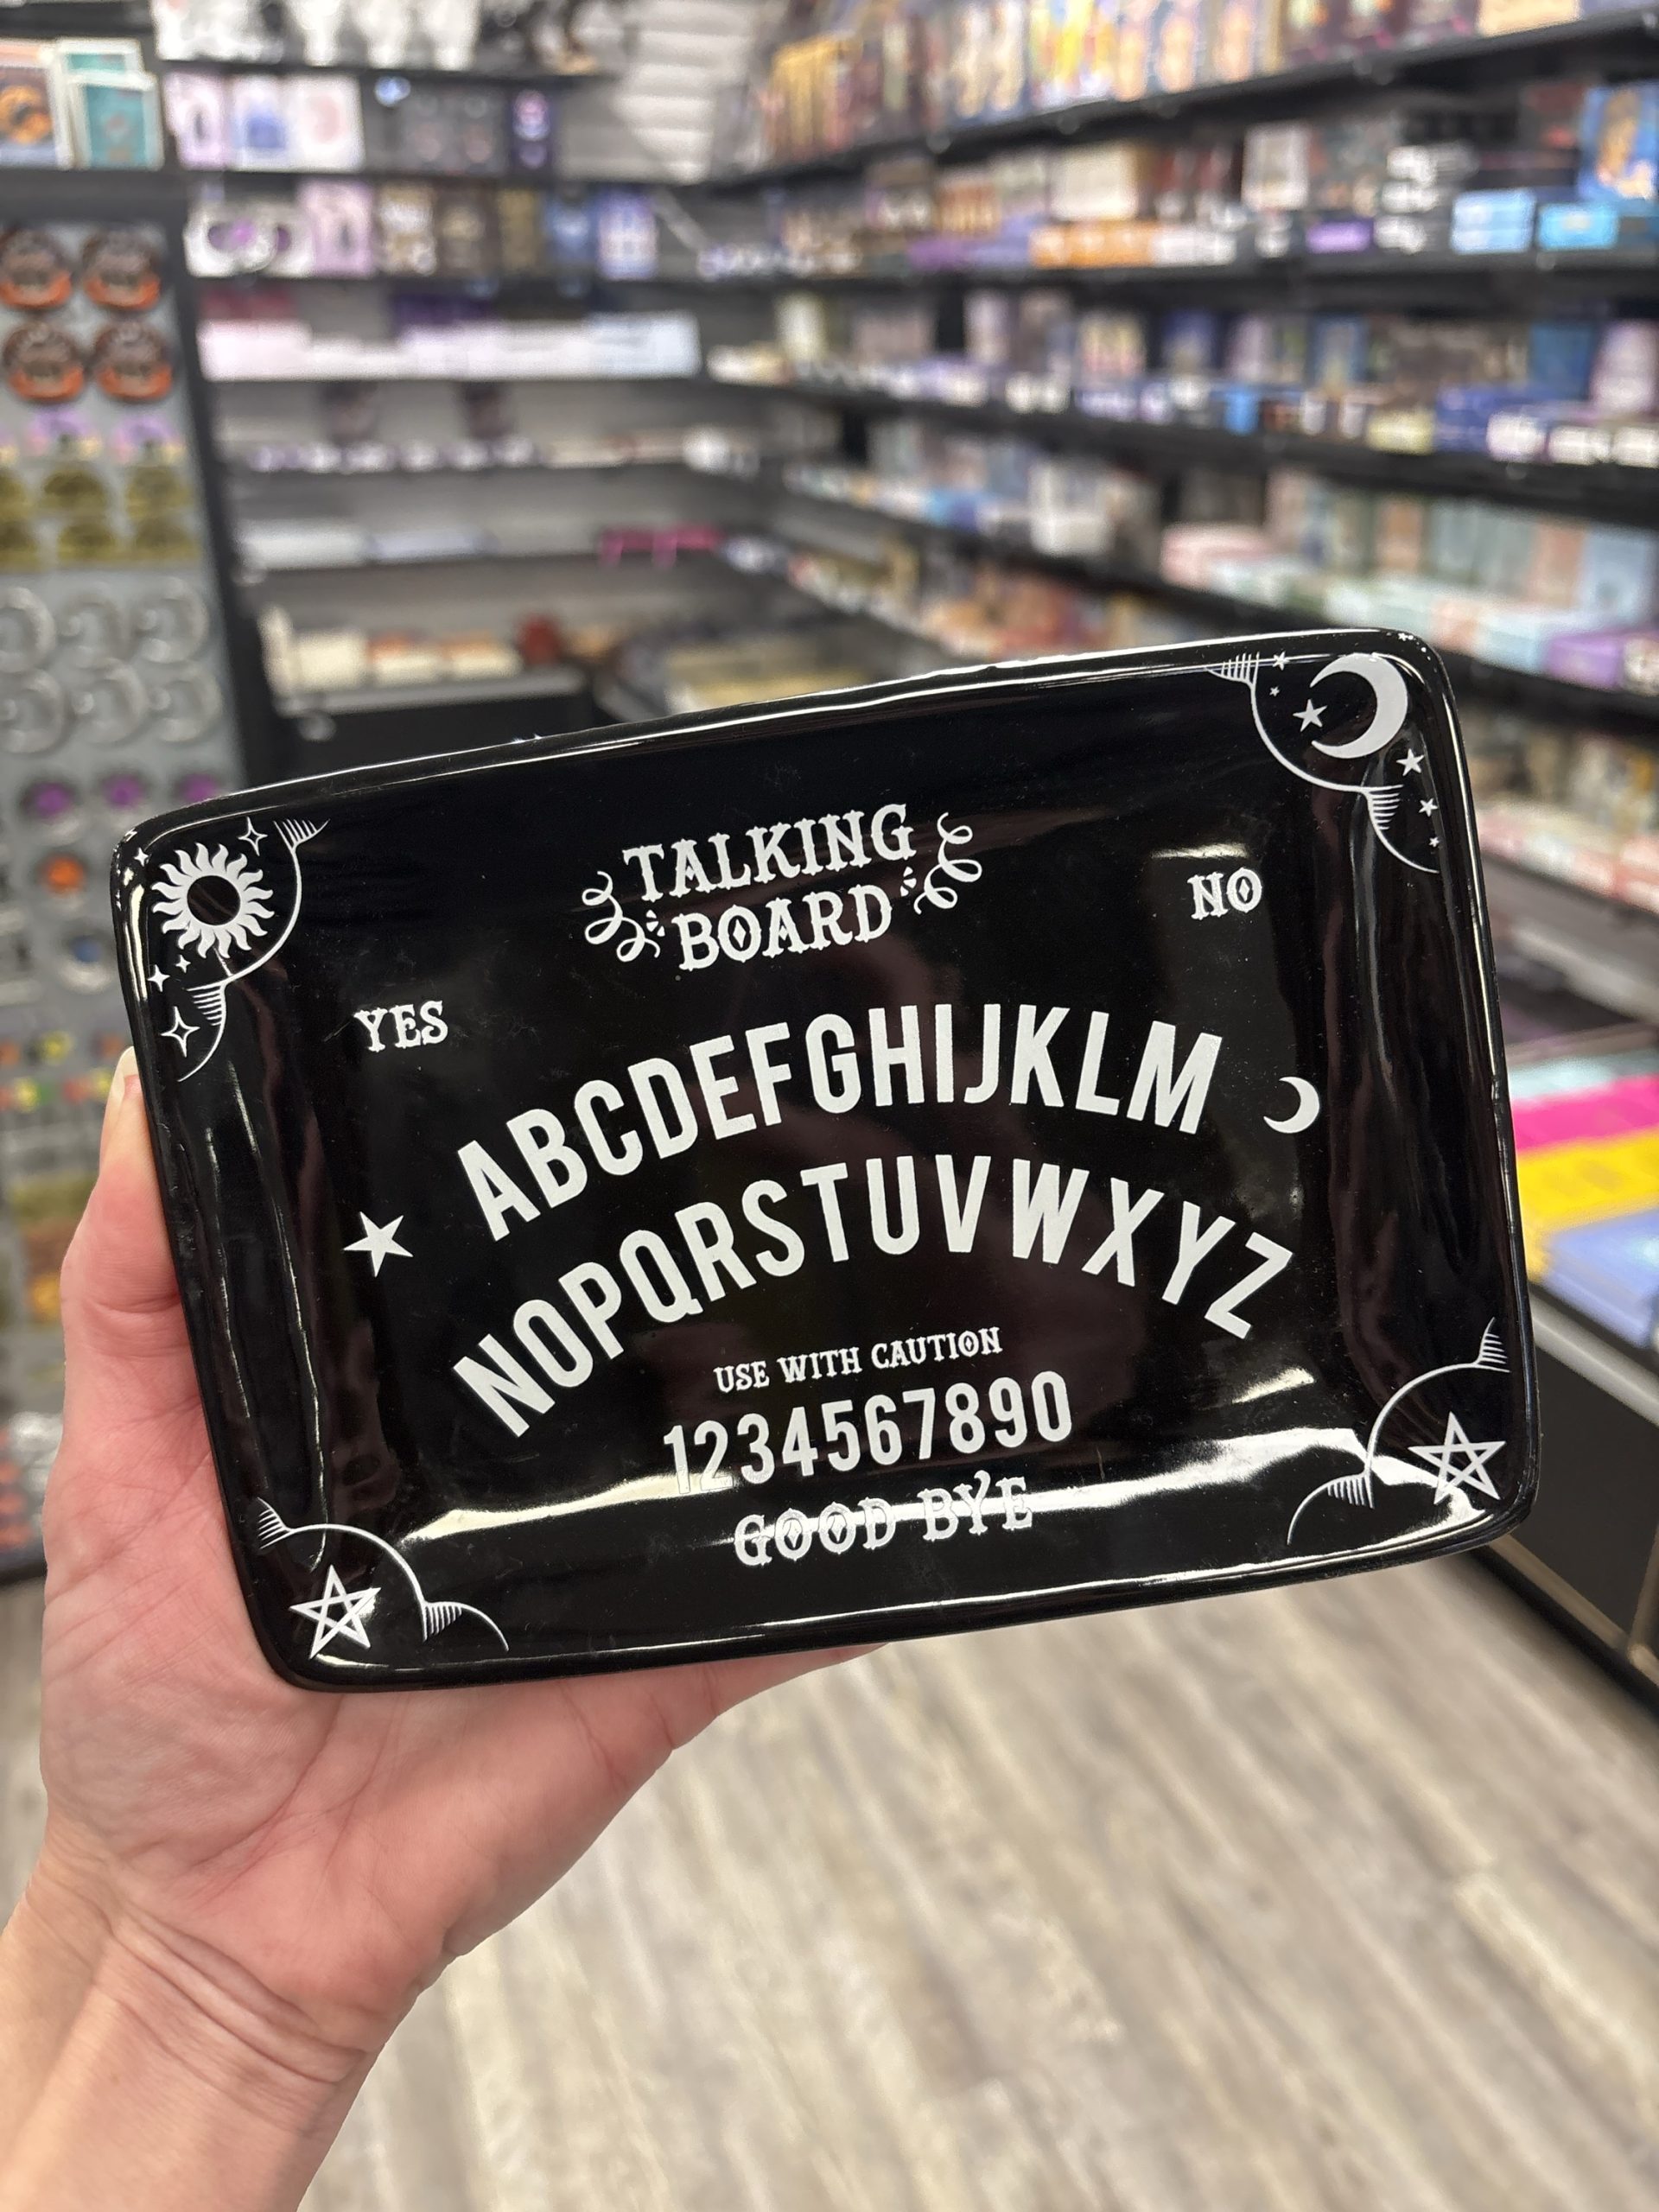 TALKING
BOARD
YES
NO
ABCDEFGHIJKLM
NOPQRSTUVWXYZ
USE WITH CAUTION
1234567890
GOOD BYE